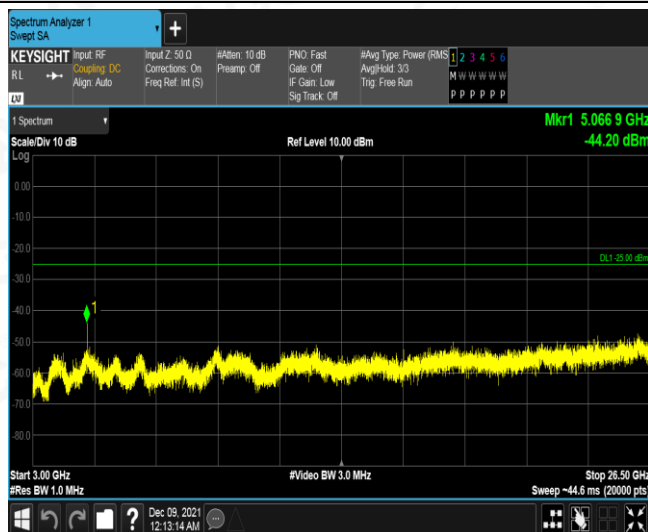 Spectrum Analyzer 1
Swept SA
KEYSIGHT Input: RF Input Z: 50 Ω #Atten: 10 dB PNO: Fast #Avg Type: Power (RMS 1 2 3 4 5 6
RL Coupling: DC Corrections: On Preamp: Off Gate: Off Avg|Hold: 3/3 M W W W W W
Align: Auto Freq Ref: Int (S) IF Gain: Low Trig: Free Run
Sig Track: Off P P P P P P
LXI
1 Spectrum Mkr1 5.066 9 GHz
Scale/Div 10 dB Ref Level 10.00 dBm -44.20 dBm
Log
0.00
-10.0
DL1 -25.00 dBm
-20.0
-30.0
1
-40.0
-50.0
-60.0
-70.0
-80.0
Start 3.00 GHz #Video BW 3.0 MHz Stop 26.50 GHz
#Res BW 1.0 MHz Sweep ~44.6 ms (20000 pts)
? Dec 09, 2021
12:13:14 AM